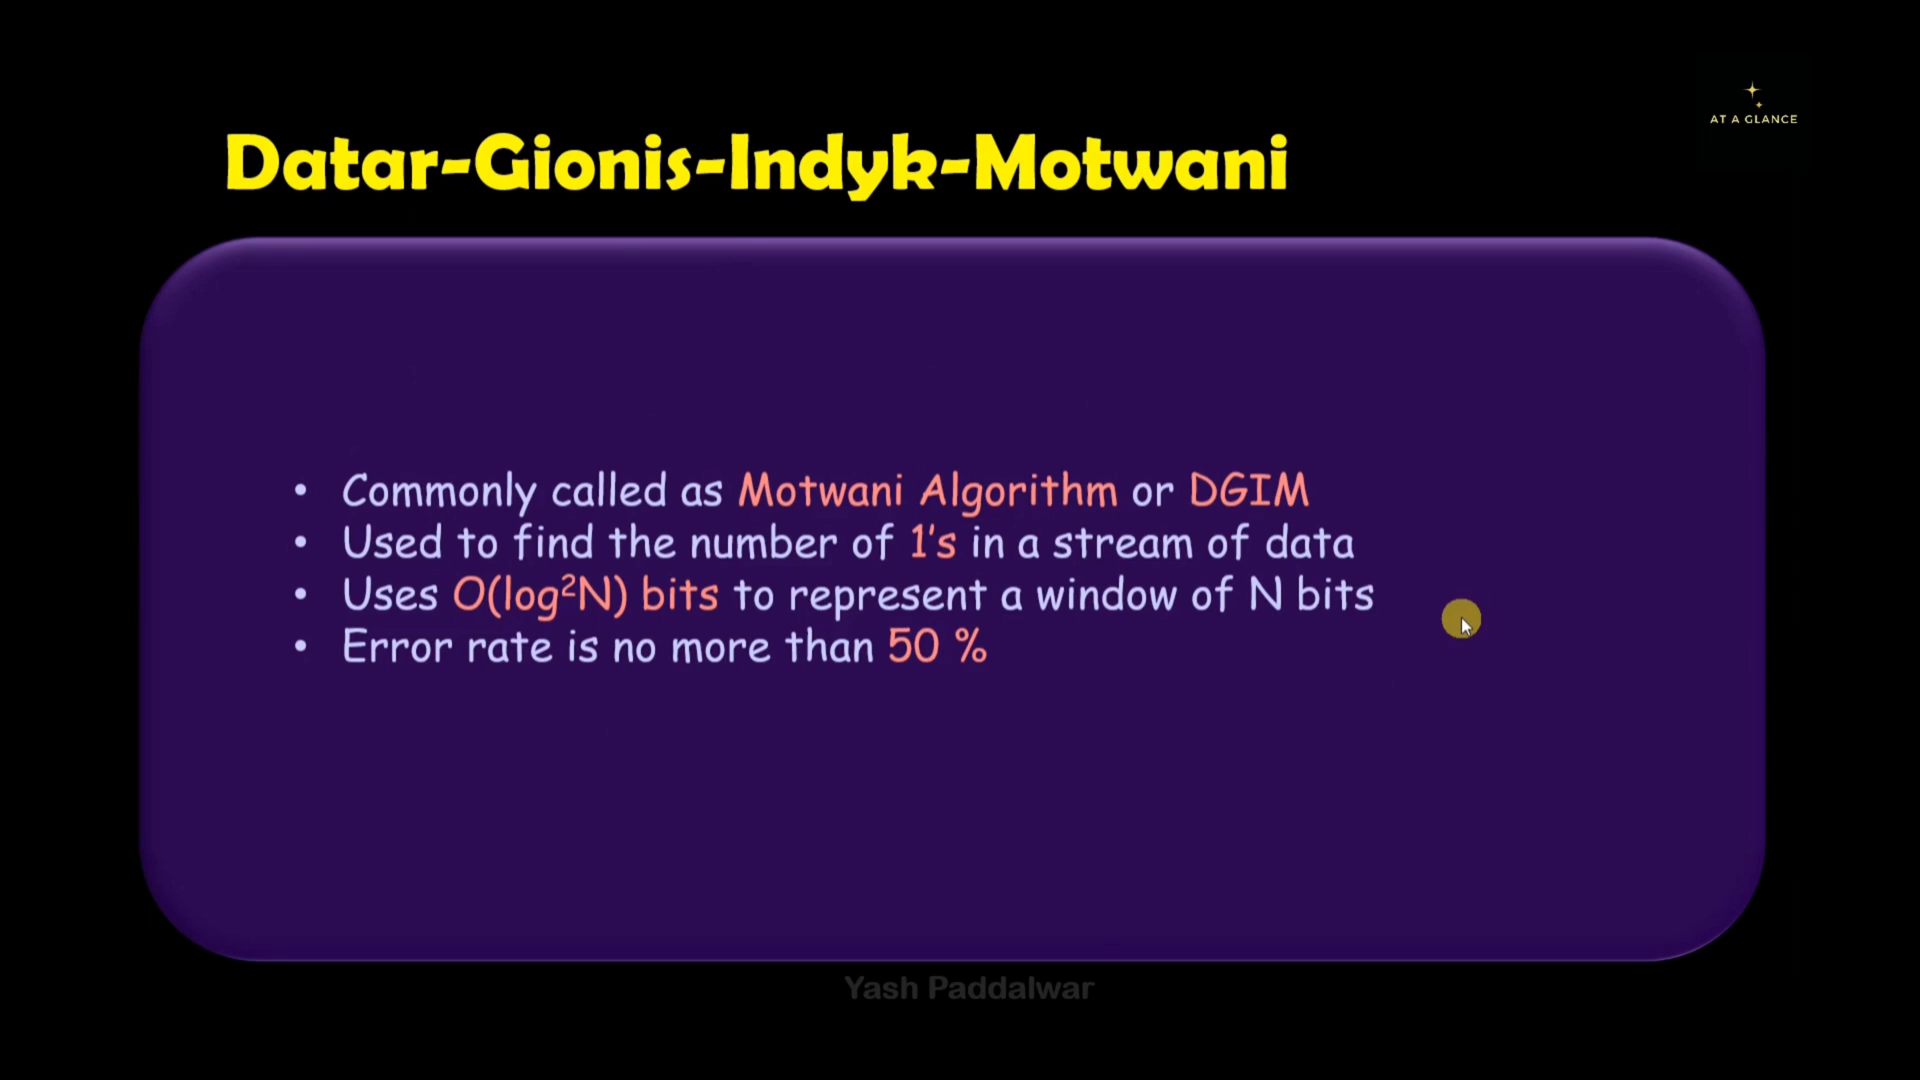 AT A GLANCE
Datar-Gionis-Indyk-Motwani
• Commonly called as Motwani Algorithm or DGIM
• Used to find the number of 1's in a stream of data
• Uses O(log²N) bits to represent a window of N bits
• Error rate is no more than 50 %
Yash Paddalwar